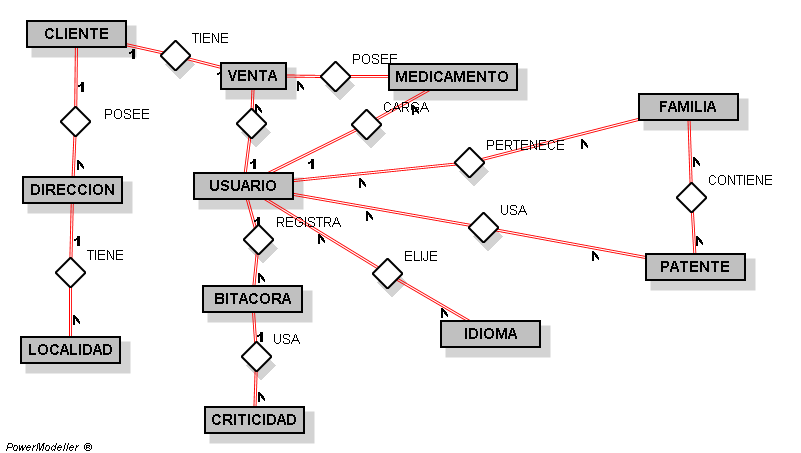 CLIENTE
TIENE
1
1
VENTA
POSEE
N
MEDICAMENTO
1
POSEE
N
CARGA
N
FAMILIA
N
DIRECCION
1
USUARIO
1
N
PERTENECE
N
N
CONTIENE
1
TIENE
N
LOCALIDAD
1
REGISTRA
N
BITACORA
N
USA
N
N
PATENTE
N
ELIJE
N
IDIOMA
1
USA
N
CRITICIDAD
PowerModeller ®